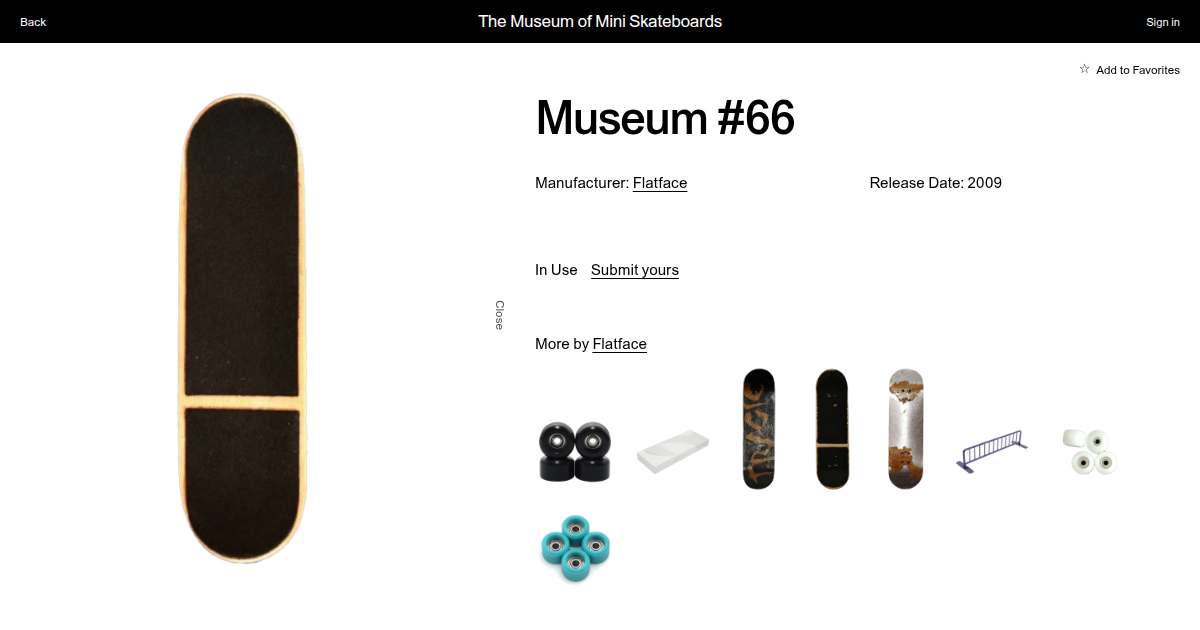 Back
The Museum of Mini Skateboards
Sign in
☆ Add to Favorites
Museum #66
Manufacturer: Flatface
Release Date: 2009
In Use Submit yours
Close
More by Flatface